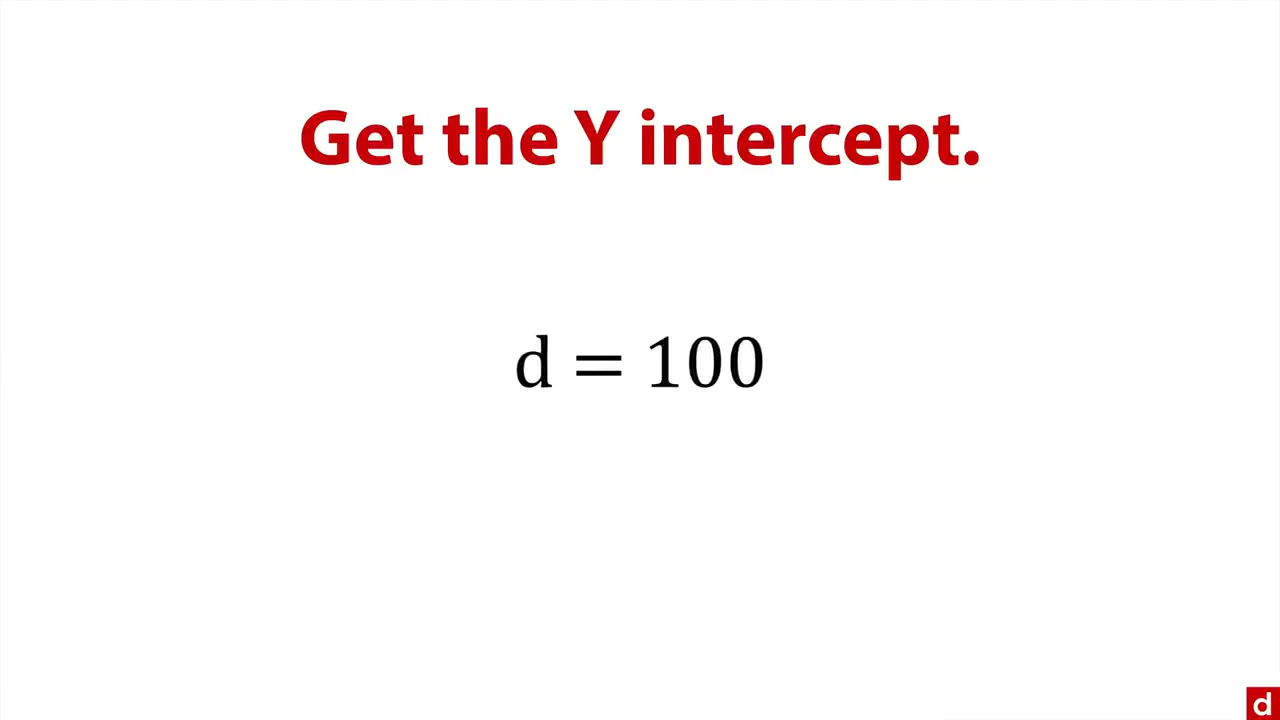 Get the Y intercept.
d = 100
d